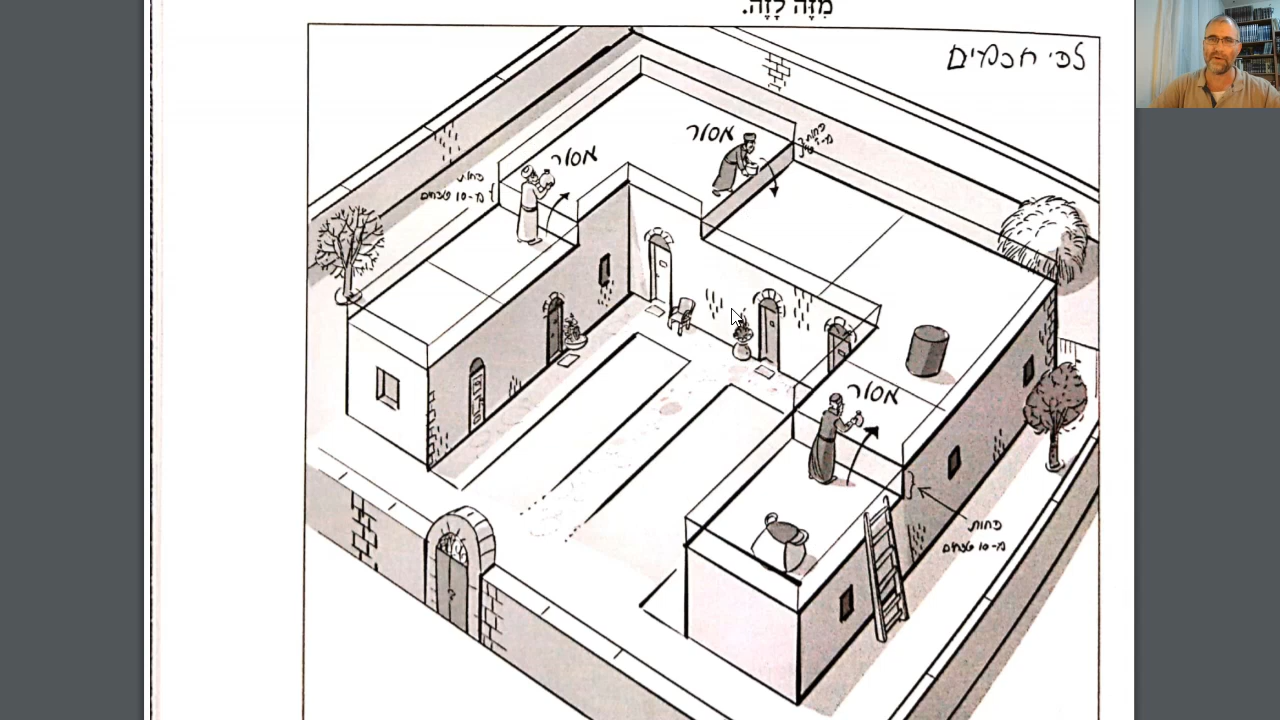 מִזָּה לָזֶה.
לפי חכמים
אסור
אסור
פחות
מ-10 טפחים
אסור
פחות
מ-10 טפחים